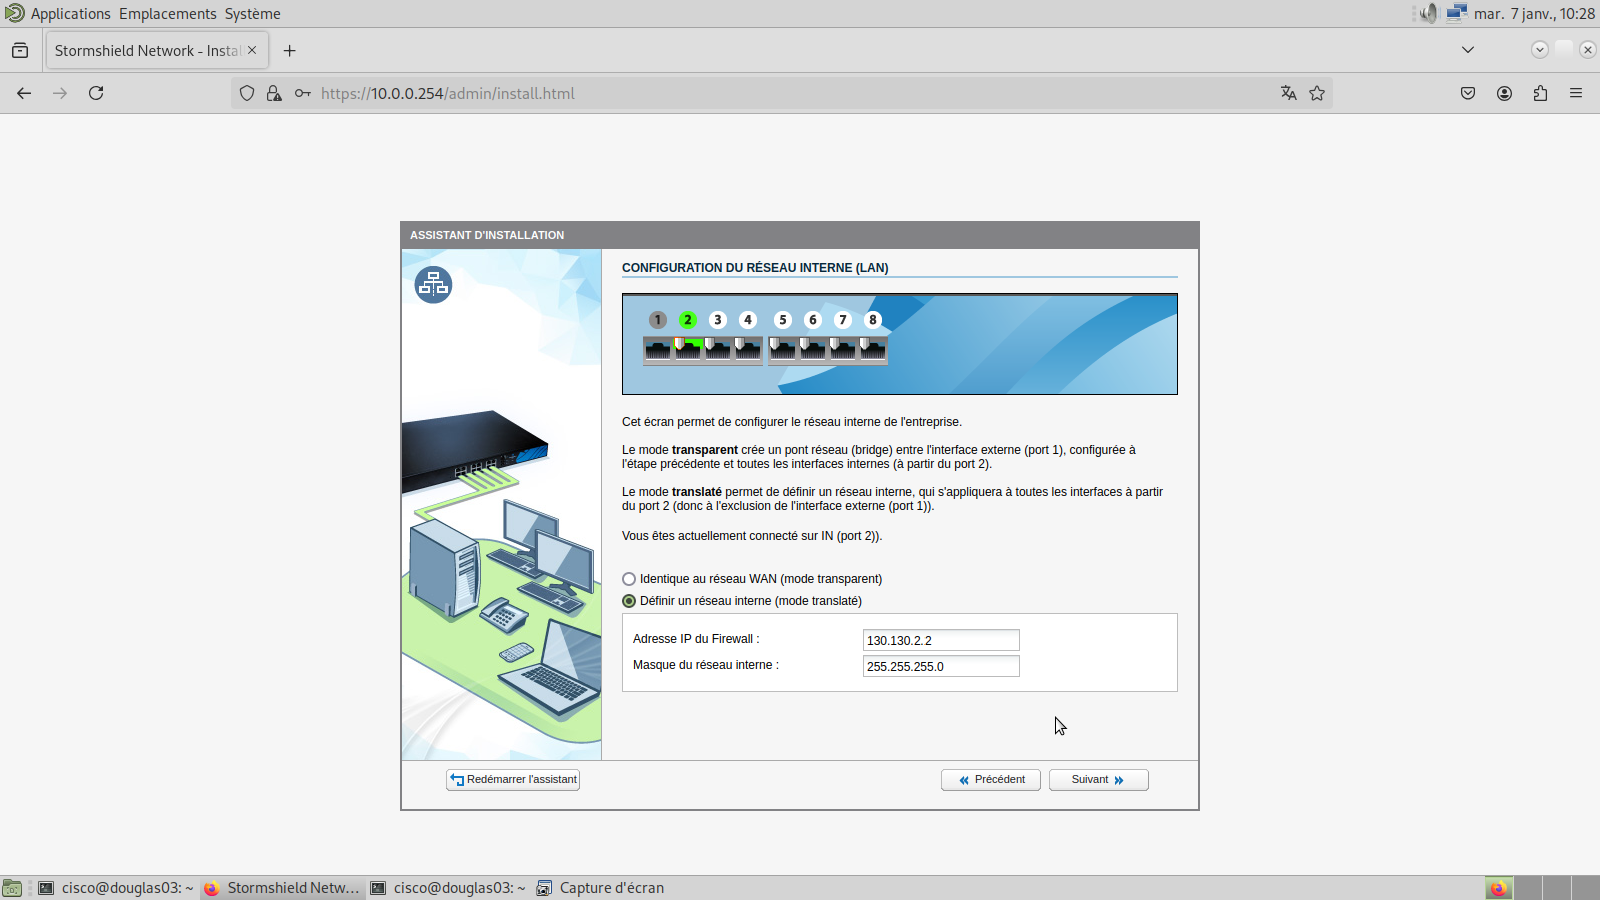 Applications Emplacements Système
mar. 7 janv., 10:28
Stormshield Network - Instal
https://10.0.0.254/admin/install.html
ASSISTANT D'INSTALLATION
CONFIGURATION DU RÉSEAU INTERNE (LAN)
1 2 3 4 5 6 7 8
Cet écran permet de configurer le réseau interne de l'entreprise.
Le mode transparent crée un pont réseau (bridge) entre l'interface externe (port 1), configurée à
l'étape précédente et toutes les interfaces internes (à partir du port 2).
Le mode translaté permet de définir un réseau interne, qui s'appliquera à toutes les interfaces à partir
du port 2 (donc à l'exclusion de l'interface externe (port 1)).
Vous êtes actuellement connecté sur IN (port 2)).
Identique au réseau WAN (mode transparent)
Définir un réseau interne (mode translaté)
Adresse IP du Firewall : 130.130.2.2
Masque du réseau interne : 255.255.255.0
Redémarrer l'assistant
Précédent
Suivant
cisco@douglas03: ~
Stormshield Netw...
cisco@douglas03: ~
Capture d'écran